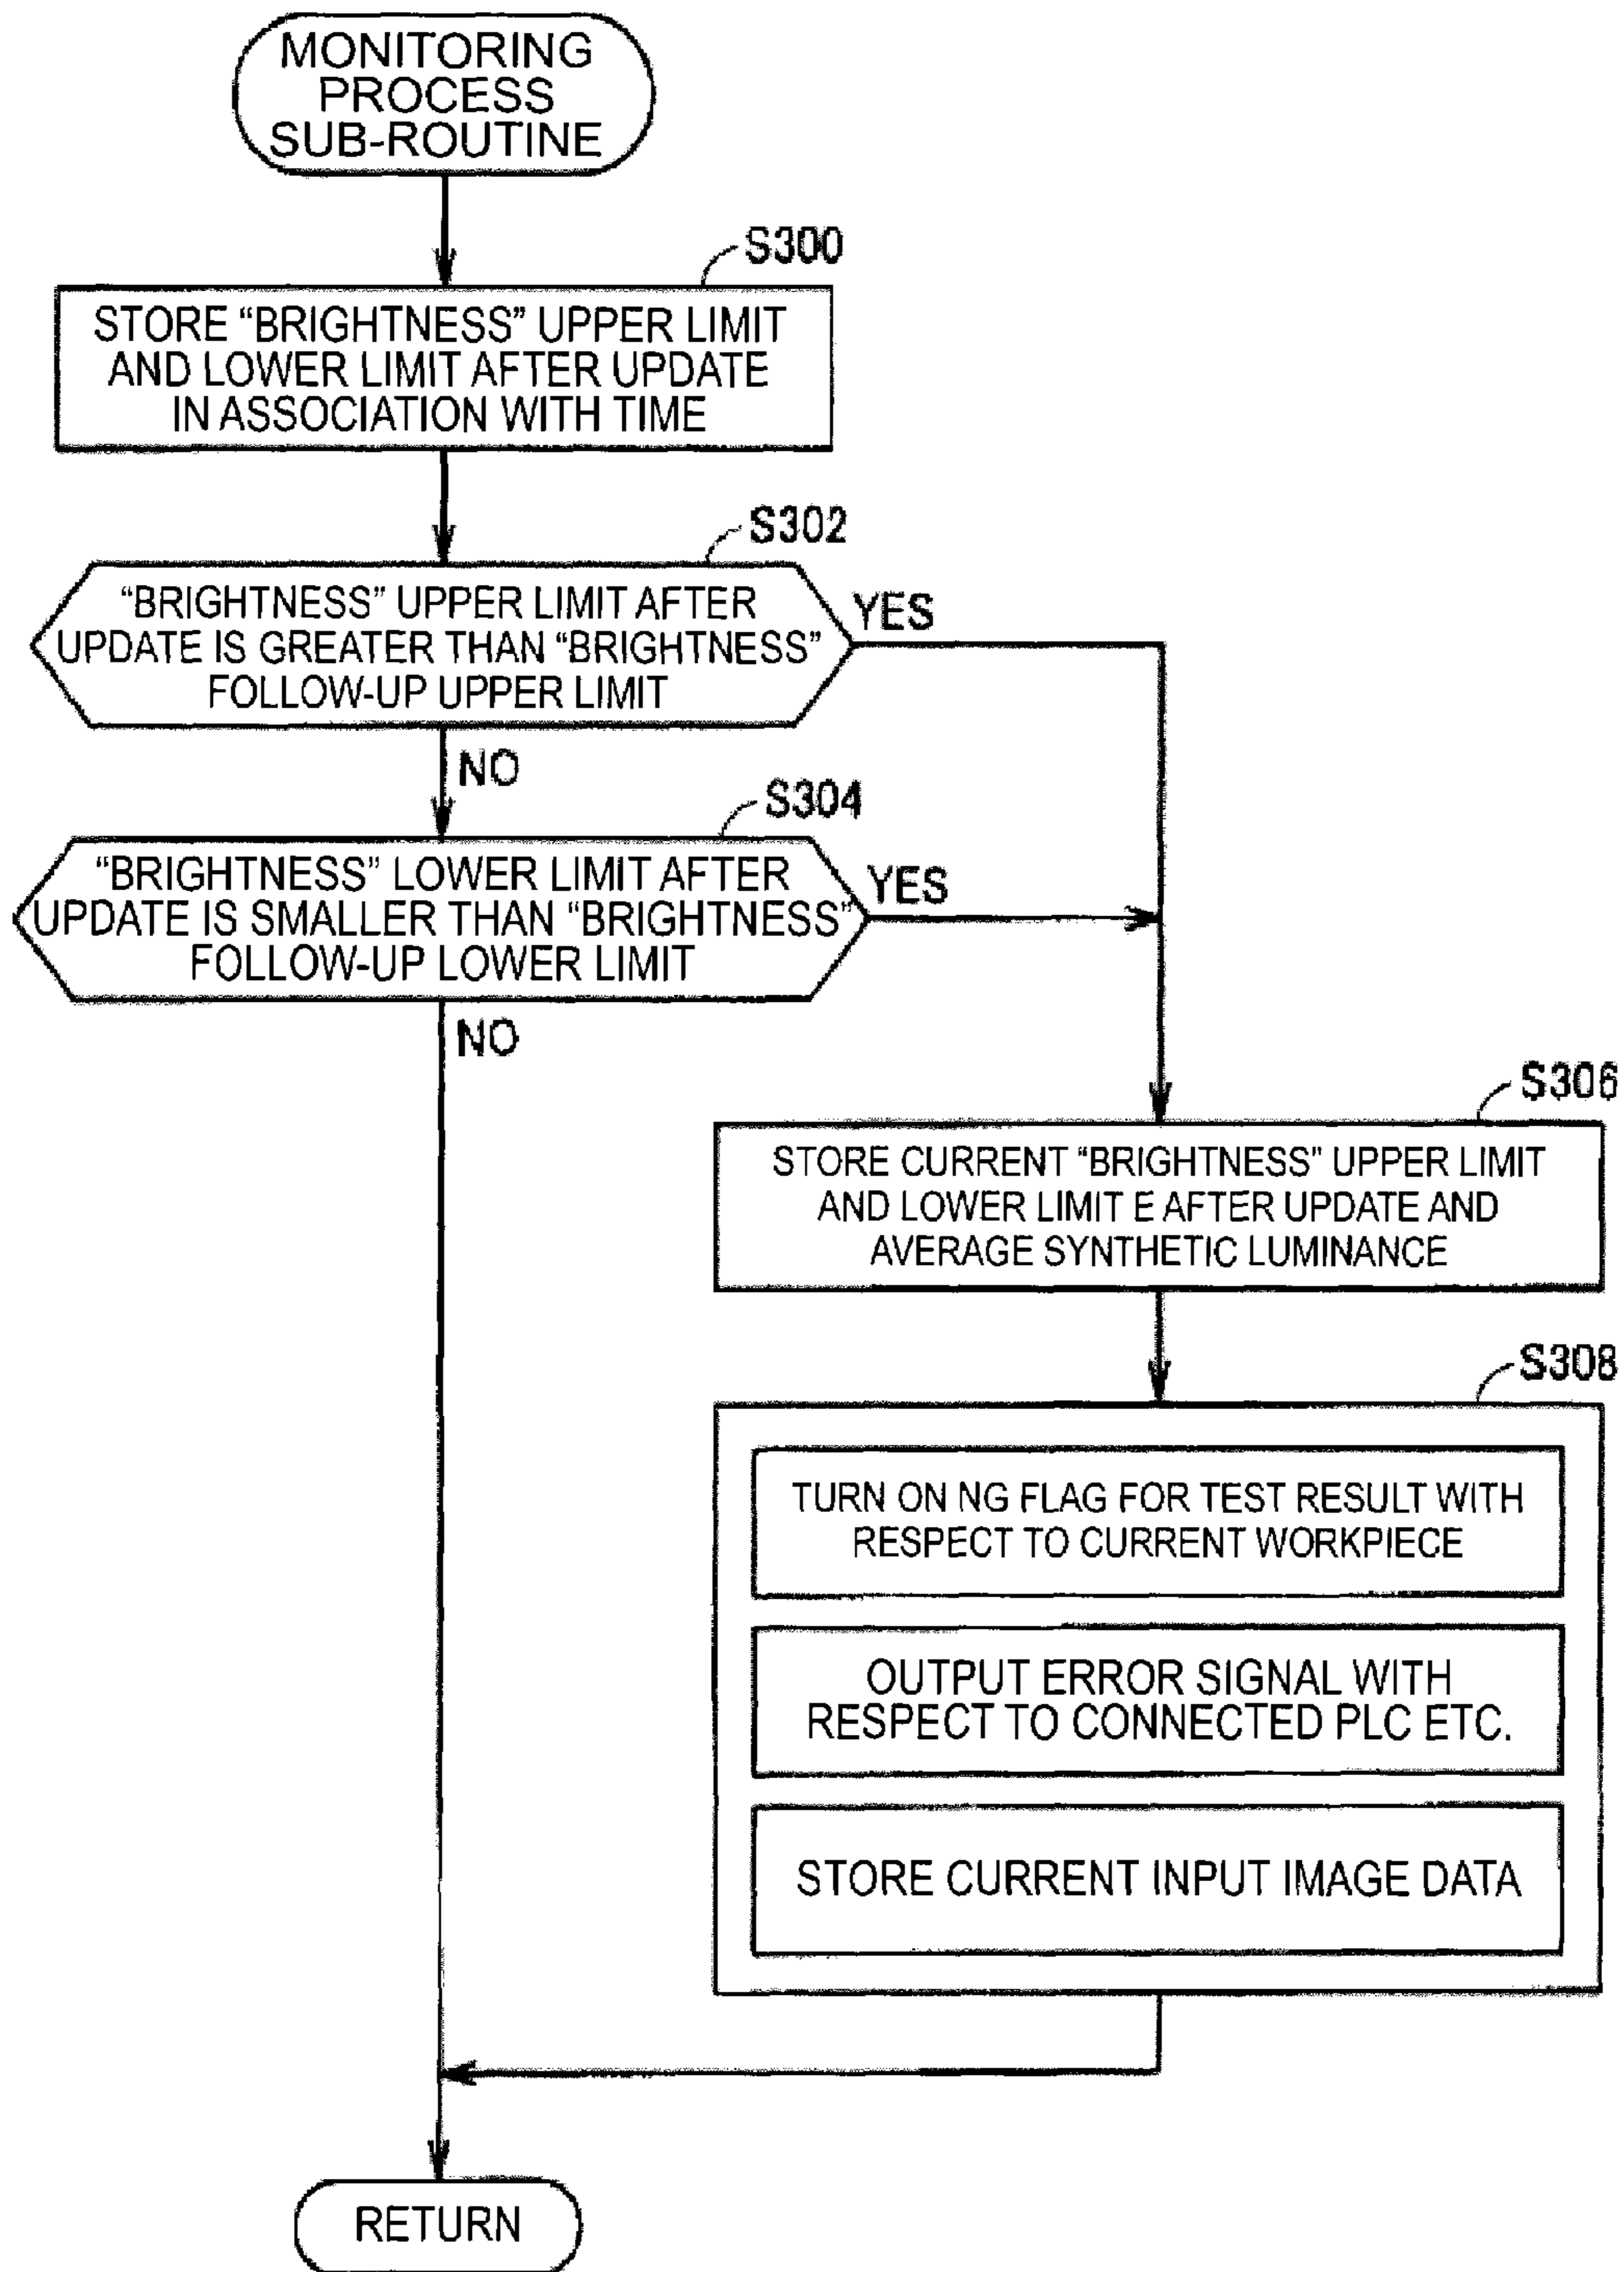 MONITORING
PROCESS
SUB-ROUTINE
S300
STORE “BRIGHTNESS” UPPER LIMIT
AND LOWER LIMIT AFTER UPDATE
IN ASSOCIATION WITH TIME
S302
“BRIGHTNESS” UPPER LIMIT AFTER
UPDATE IS GREATER THAN “BRIGHTNESS”
FOLLOW-UP UPPER LIMIT
YES
NO
S304
“BRIGHTNESS” LOWER LIMIT AFTER
UPDATE IS SMALLER THAN “BRIGHTNESS”
FOLLOW-UP LOWER LIMIT
YES
NO
S306
STORE CURRENT “BRIGHTNESS” UPPER LIMIT
AND LOWER LIMIT E AFTER UPDATE AND
AVERAGE SYNTHETIC LUMINANCE
S308
TURN ON NG FLAG FOR TEST RESULT WITH
RESPECT TO CURRENT WORKPIECE
OUTPUT ERROR SIGNAL WITH
RESPECT TO CONNECTED PLC ETC.
STORE CURRENT INPUT IMAGE DATA
RETURN